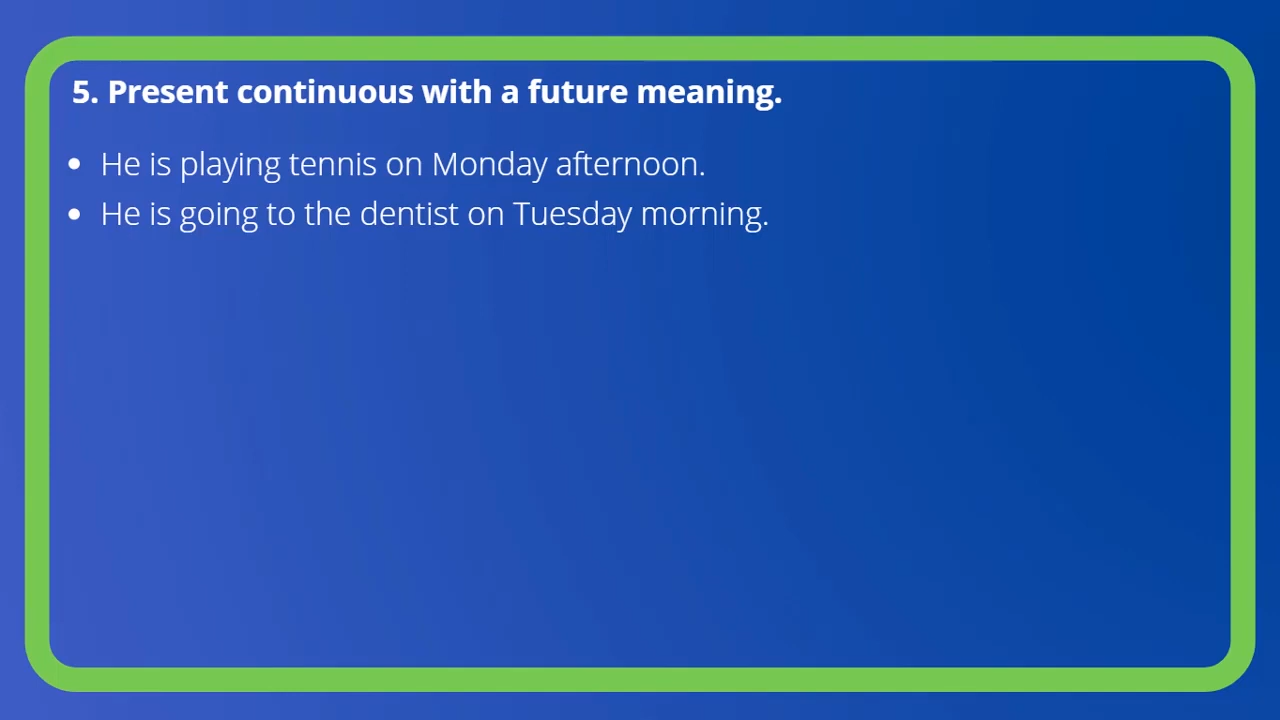 5. Present continuous with a future meaning.
• He is playing tennis on Monday afternoon.
• He is going to the dentist on Tuesday morning.